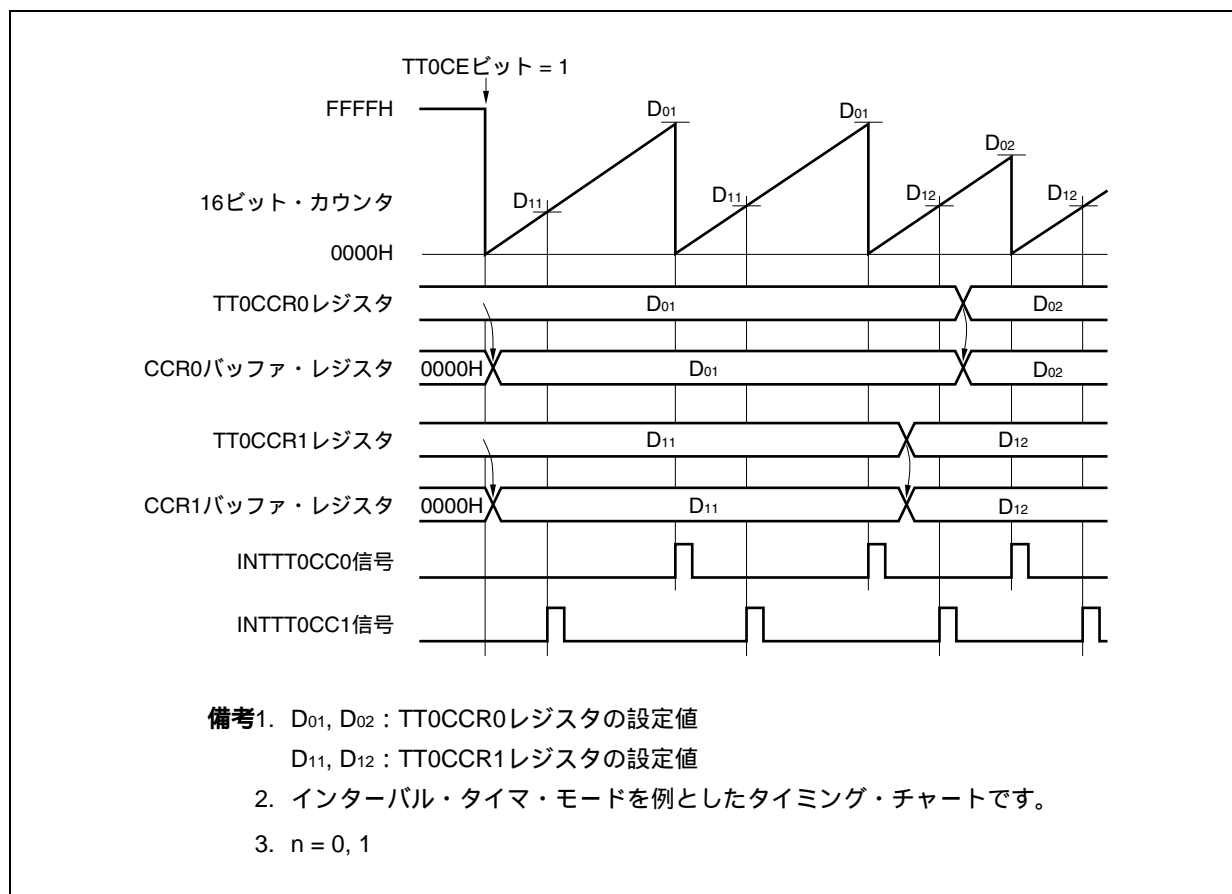 TT0CEビット = 1
FFFFH
D01 D01
D02
16ビット・カウンタ
D11 D11 D12 D12
0000H
TT0CCR0レジスタ D01 D02
CCR0バッファ・レジスタ 0000H D01 D02
TT0CCR1レジスタ D11 D12
CCR1バッファ・レジスタ 0000H D11 D12
INTTT0CC0信号
INTTT0CC1信号
備考1. D01, D02:TT0CCR0レジスタの設定値
D11, D12:TT0CCR1レジスタの設定値
2. インターバル・タイマ・モードを例としたタイミング・チャートです。
3. n = 0, 1